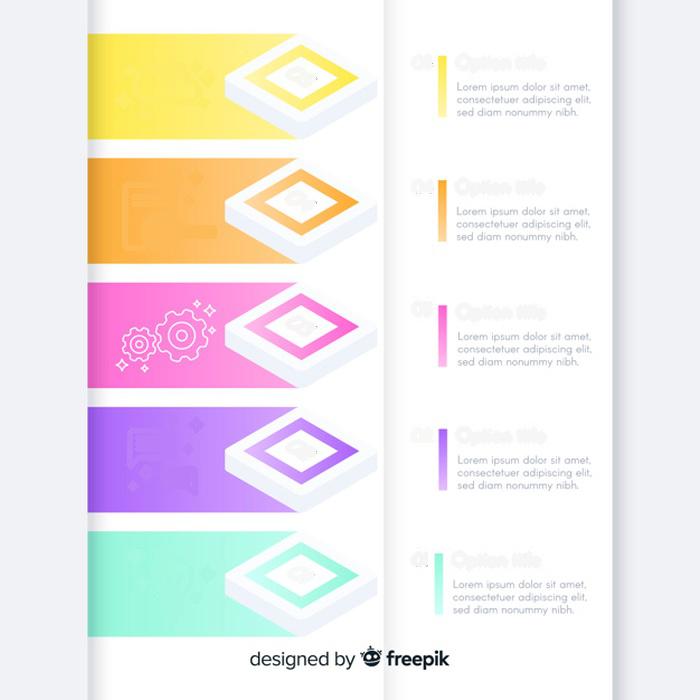 05 Option title
Lorem ipsum dolor sit amet,
consectetuer adipiscing elit,
sed diam nonummy nibh.
04 Option title
Lorem ipsum dolor sit amet,
consectetuer adipiscing elit,
sed diam nonummy nibh.
03 Option title
Lorem ipsum dolor sit amet,
consectetuer adipiscing elit,
sed diam nonummy nibh.
02 Option title
Lorem ipsum dolor sit amet,
consectetuer adipiscing elit,
sed diam nonummy nibh.
01 Option title
Lorem ipsum dolor sit amet,
consectetuer adipiscing elit,
sed diam nonummy nibh.
designed by freepik